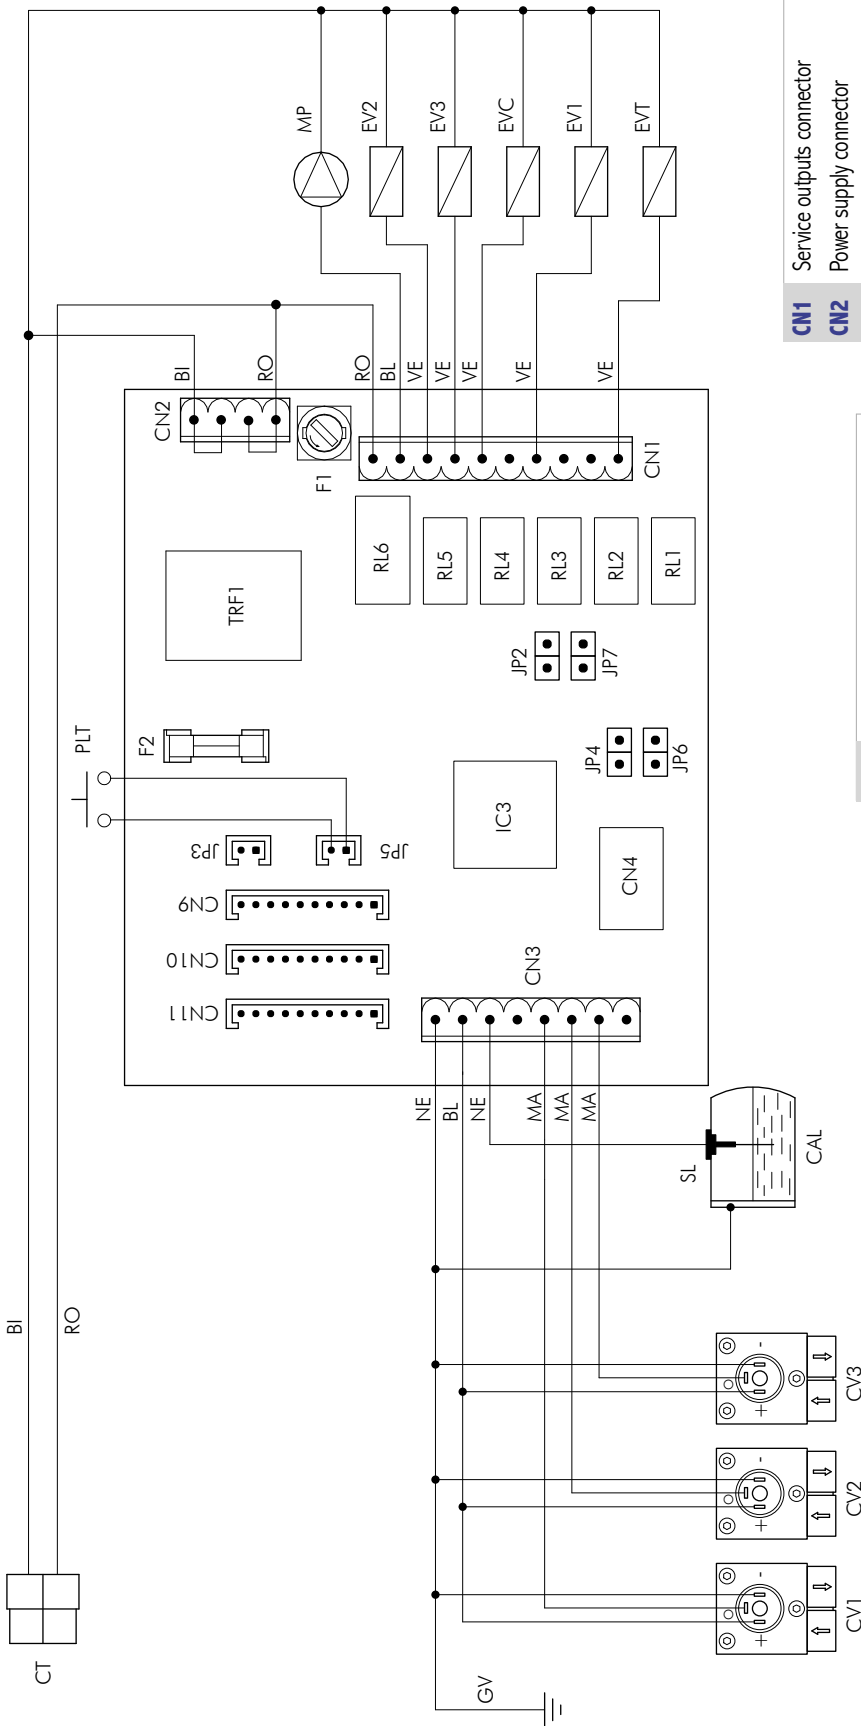 MP
EV2
EV3
EVC
EV1
EVT
CN1 Service outputs connector
CN2 Power supply connector
BI
RO
RO
BL
VE
VE
VE
VE
VE
CN2
F1
CN1
TRF1
RL6
RL5
RL4
RL3
RL2
RL1
JP2
JP7
F2
PLT
JP4
JP6
JP3
JP5
IC3
CN4
CN9
CN10
CN11
CN3
NE
BL
NE
MA
MA
MA
SL
CAL
BI
RO
- +
CV3
- +
CV2
- +
CV1
CT
GV